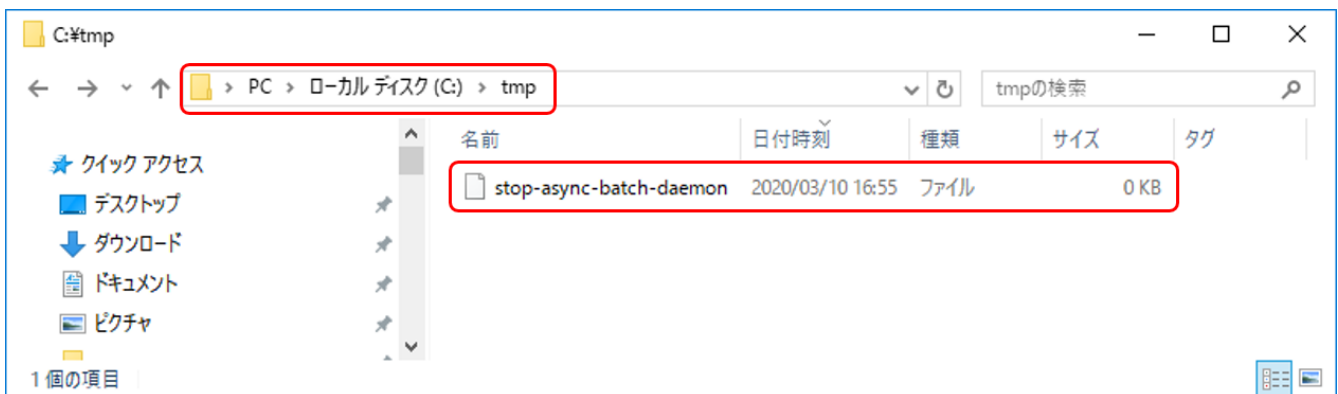 C:¥tmp
PC > ローカル ディスク (C:) > tmp
tmpの検索
名前 日付時刻 種類 サイズ タグ
クイック アクセス
stop-async-batch-daemon 2020/03/10 16:55 ファイル 0 KB
デスクトップ
ダウンロード
ドキュメント
ピクチャ
1 個の項目